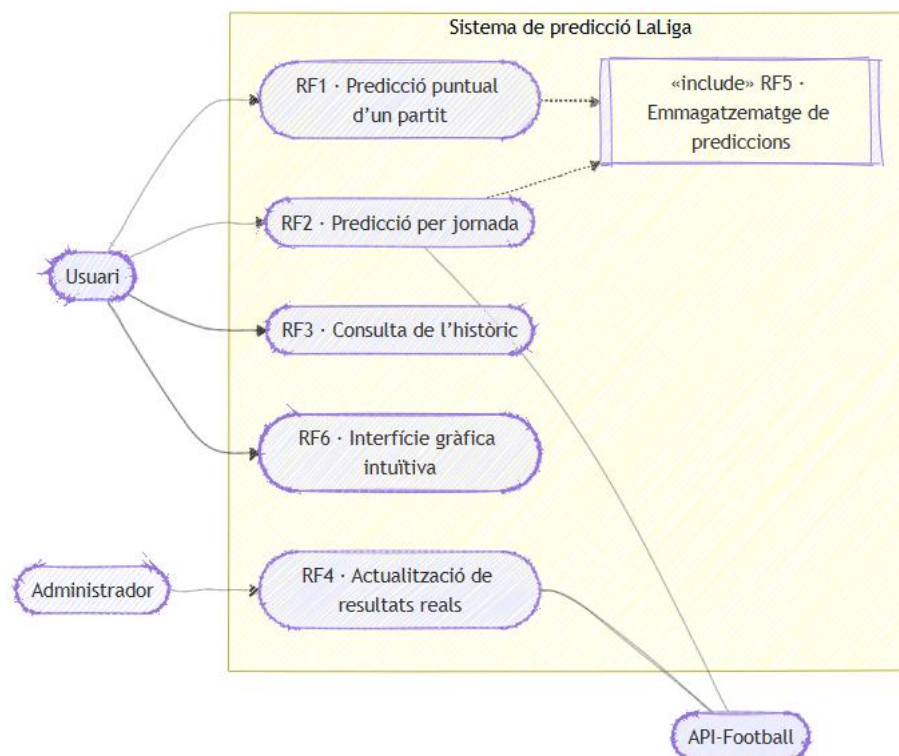 Sistema de predicció LaLiga
RF1 · Predicció puntual
d’un partit
«include» RF5 ·
Emmagatzematge de
prediccions
RF2 · Predicció per jornada
Usuari
RF3 · Consulta de l’històric
RF6 · Interfície gràfica
intuïtiva
Administrador
RF4 · Actualització de
resultats reals
API-Football